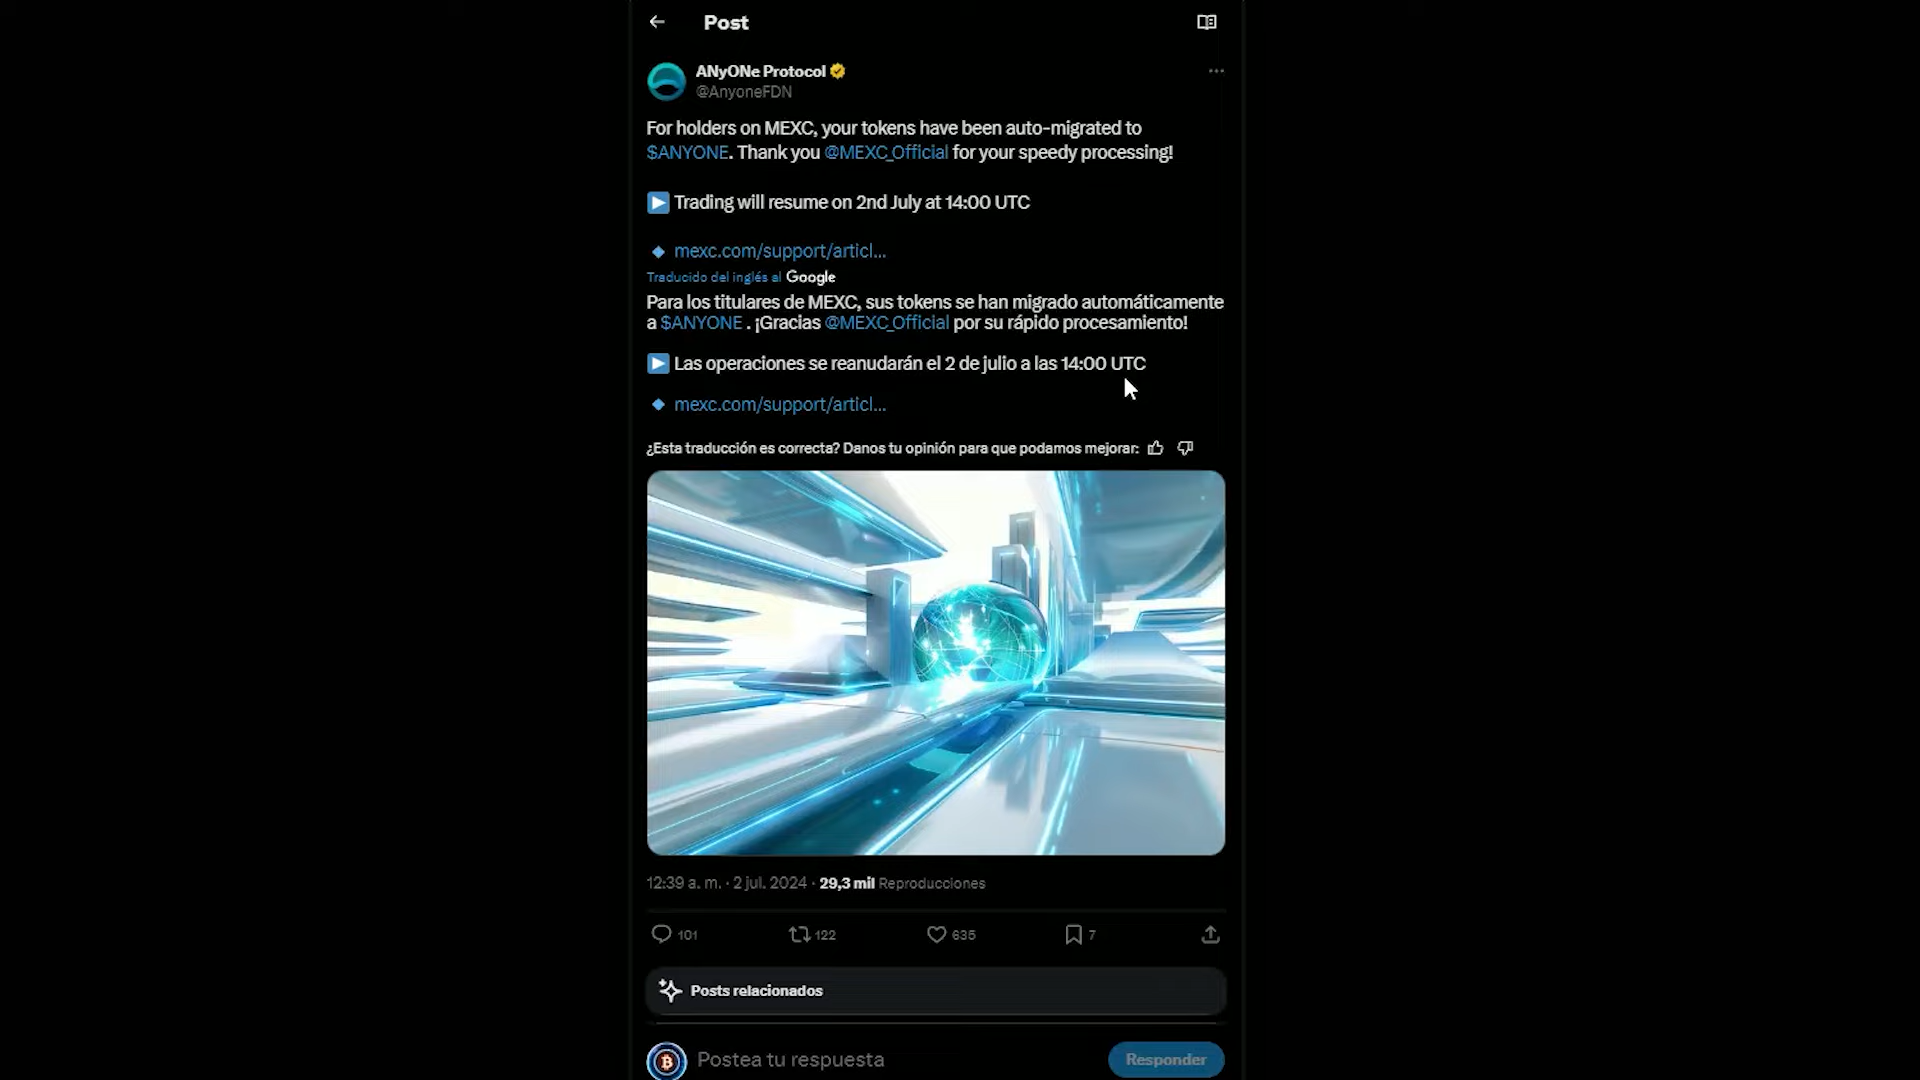 Post
ANyONe Protocol
@AnyoneFDN
For holders on MEXC, your tokens have been auto-migrated to
$ANYONE. Thank you @MEXC_Official for your speedy processing!
Trading will resume on 2nd July at 14:00 UTC
mexc.com/support/articl...
Traducido del inglés al Google
Para los titulares de MEXC, sus tokens se han migrado automáticamente
a $ANYONE . ¡Gracias @MEXC_Official por su rápido procesamiento!
Las operaciones se reanudarán el 2 de julio a las 14:00 UTC
mexc.com/support/articl...
¿Esta traducción es correcta? Danos tu opinión para que podamos mejorar:
12:39 a. m. · 2 jul. 2024 · 29,3 mil Reproducciones
101 122 635 7
Posts relacionados
Postea tu respuesta Responder